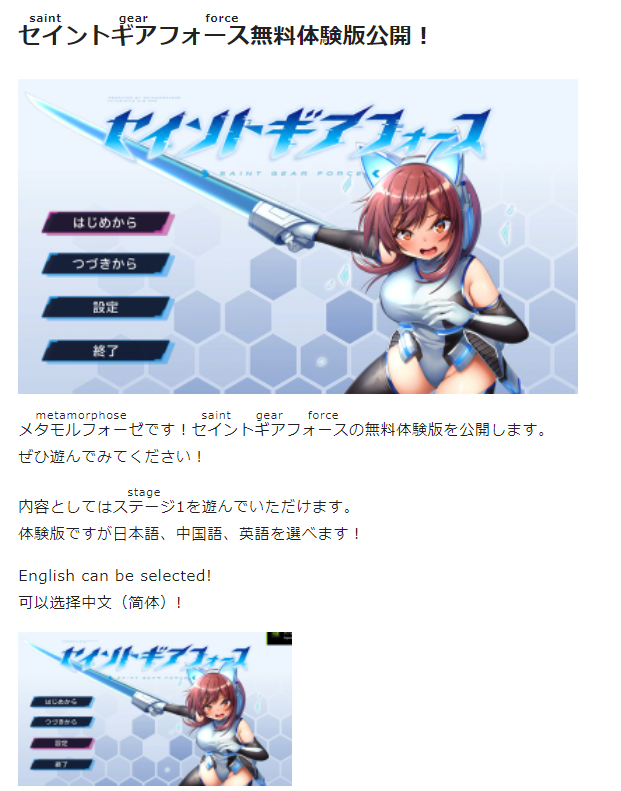 saint gear force
セイントギアフォース無料体験版公開！
セイントギアフォース
SAINT GEAR FORCE
はじめから
つづきから
設定
終了
metamorphose saint gear force
メタモルフォーゼです！セイントギアフォースの無料体験版を公開します。
ぜひ遊んでみてください！
stage
内容としてはステージ1を遊んでいただけます。
体験版ですが日本語、中国語、英語を選べます！
English can be selected!
可以选择中文（简体）！
セイントギアフォース
SAINT GEAR FORCE
はじめから
つづきから
設定
終了